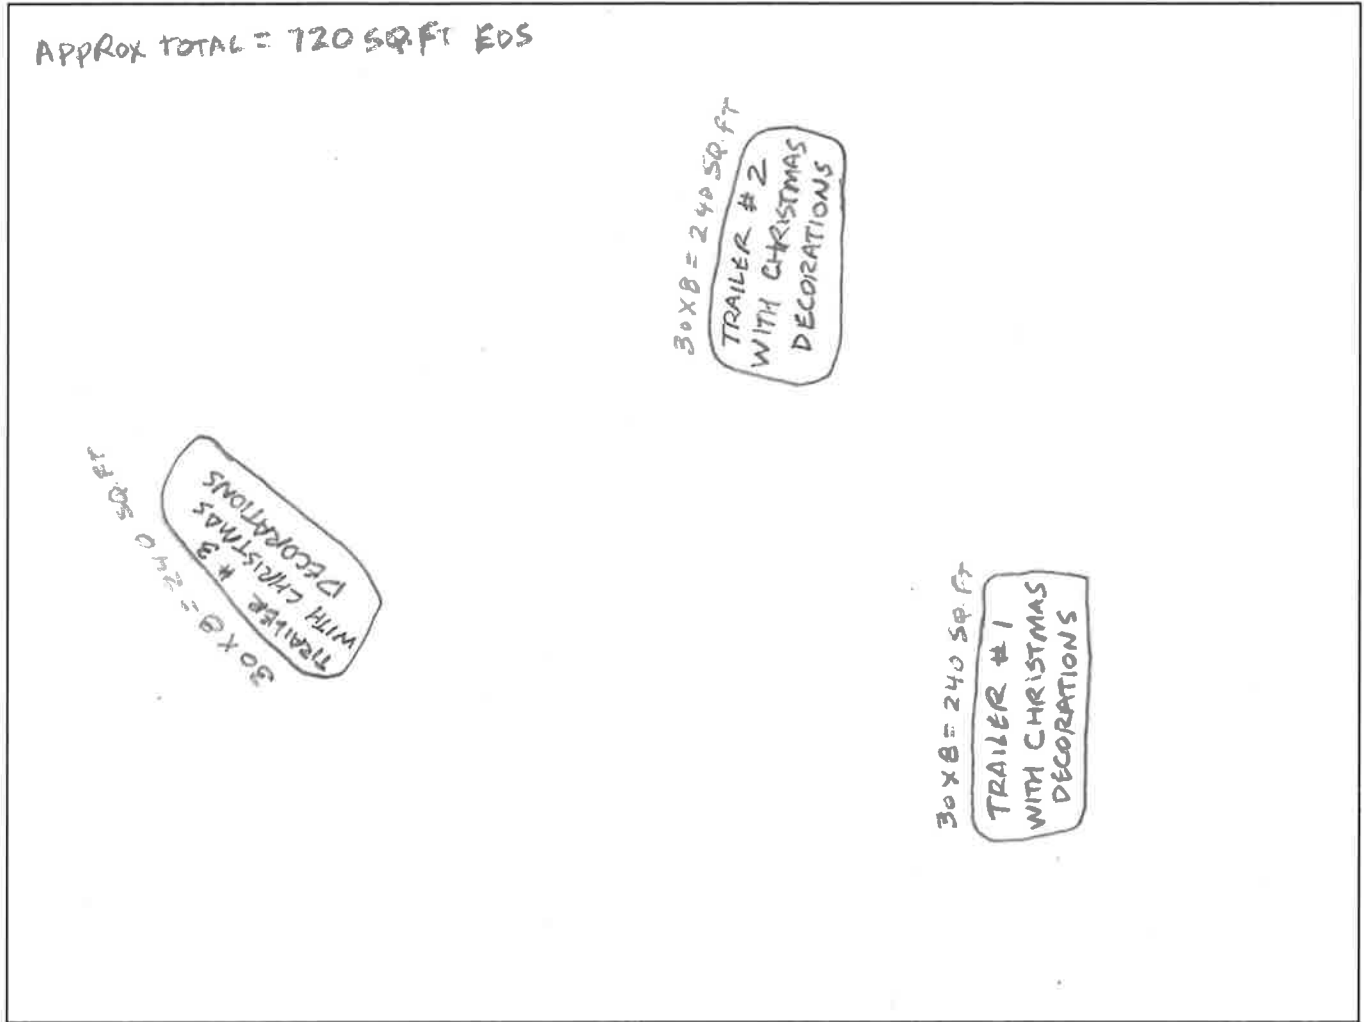 APPROX TOTAL = 720 SQ.FT EDS
30 X 8 = 240 SQ.FT
TRAILER # 2
WITH CHRISTMAS
DECORATIONS
30 X 8 = 240 SQ.FT
TRAILER # 3
WITH CHRISTMAS
DECORATIONS
30 X 8 = 240 SQ.FT
TRAILER # 1
WITH CHRISTMAS
DECORATIONS